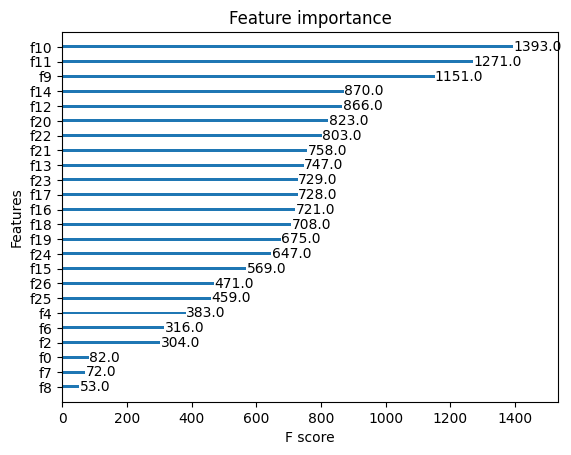 Feature importance
f10 1393.0
f11 1271.0
f9 1151.0
f14 870.0
f12 866.0
f20 823.0
f22 803.0
f21 758.0
f13 747.0
f23 729.0
f17 728.0
f16 721.0
f18 708.0
f19 675.0
f24 647.0
f15 569.0
f26 471.0
f25 459.0
f4 383.0
f6 316.0
f2 304.0
f0 82.0
f7 72.0
f8 53.0
Features
0 200 400 600 800 1000 1200 1400
F score